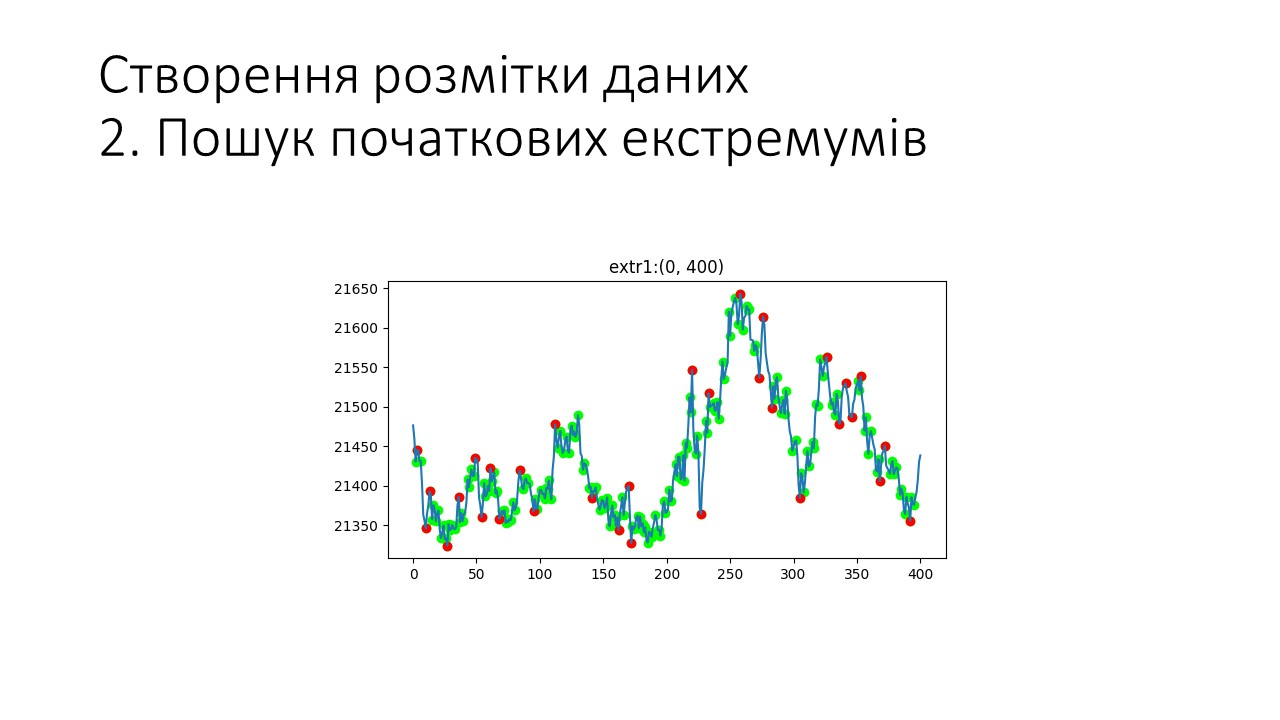 Створення розмітки даних
2. Пошук початкових екстремумів
extr1:(0, 400)
21650
21600
21550
21500
21450
21400
21350
0 50 100 150 200 250 300 350 400